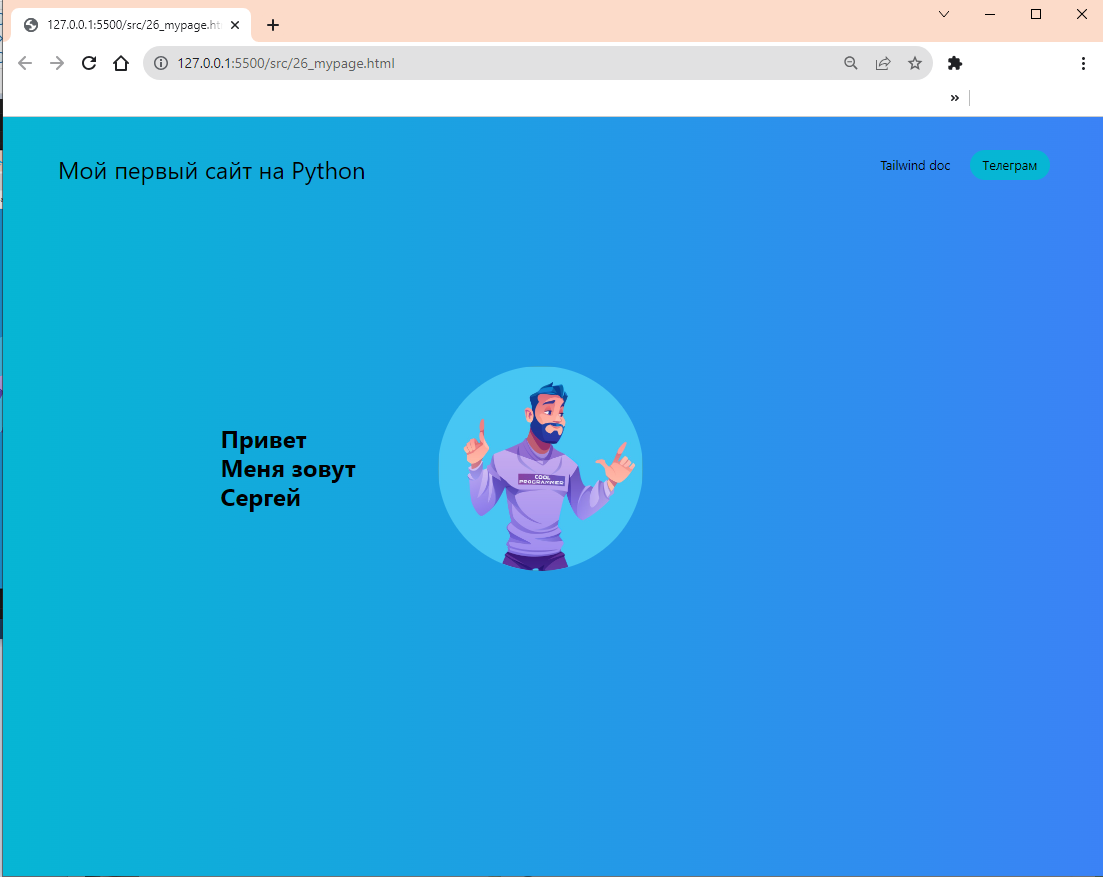 127.0.0.1:5500/src/26_mypage.ht
127.0.0.1:5500/src/26_mypage.html
Мой первый сайт на Python
Tailwind doc
Телеграм
Привет
Меня зовут
Сергей
COOL
PROGRAMMER